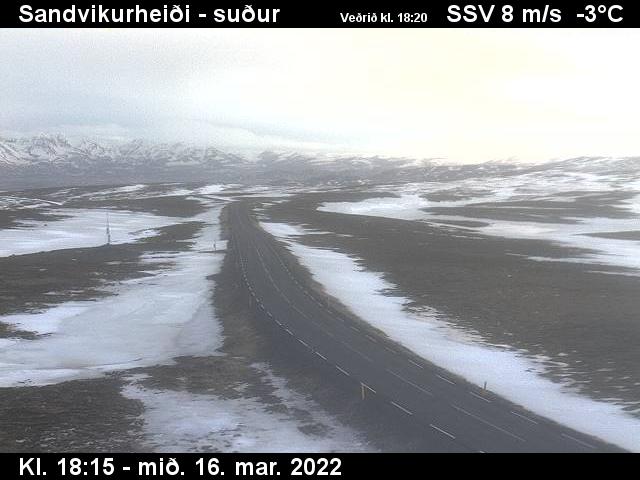 Sandvikurheiði - suður Veðrið kl. 18:20 SSV 8 m/s -3°C
Kl. 18:15 - mið. 16. mar. 2022